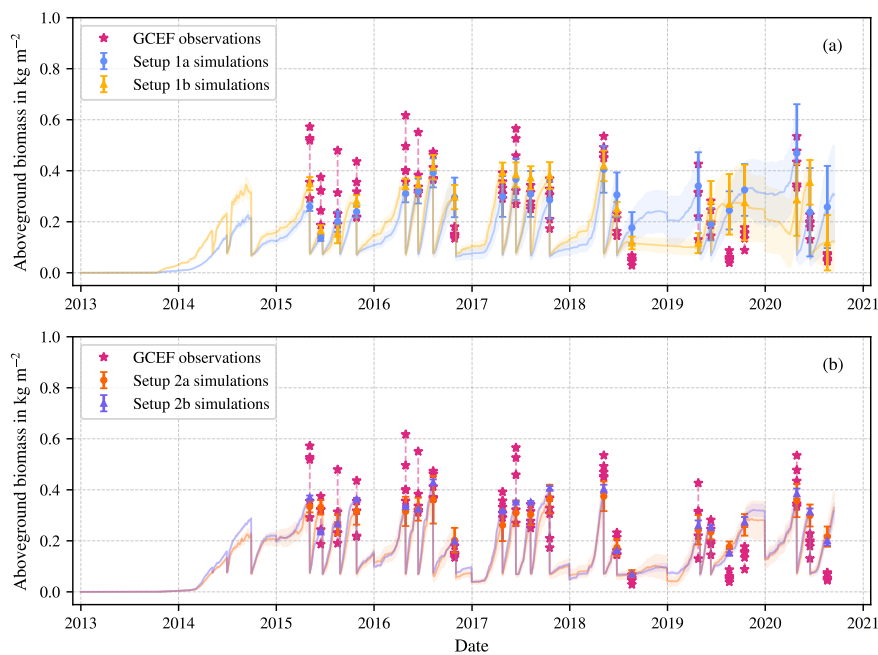 1.0
0.8
0.6
0.4
0.2
0.0
Aboveground biomass in kg m−2
GCEF observations
Setup 1a simulations
Setup 1b simulations
(a)
2013 2014 2015 2016 2017 2018 2019 2020 2021
1.0
0.8
0.6
0.4
0.2
0.0
Aboveground biomass in kg m−2
GCEF observations
Setup 2a simulations
Setup 2b simulations
(b)
2013 2014 2015 2016 2017 2018 2019 2020 2021
Date